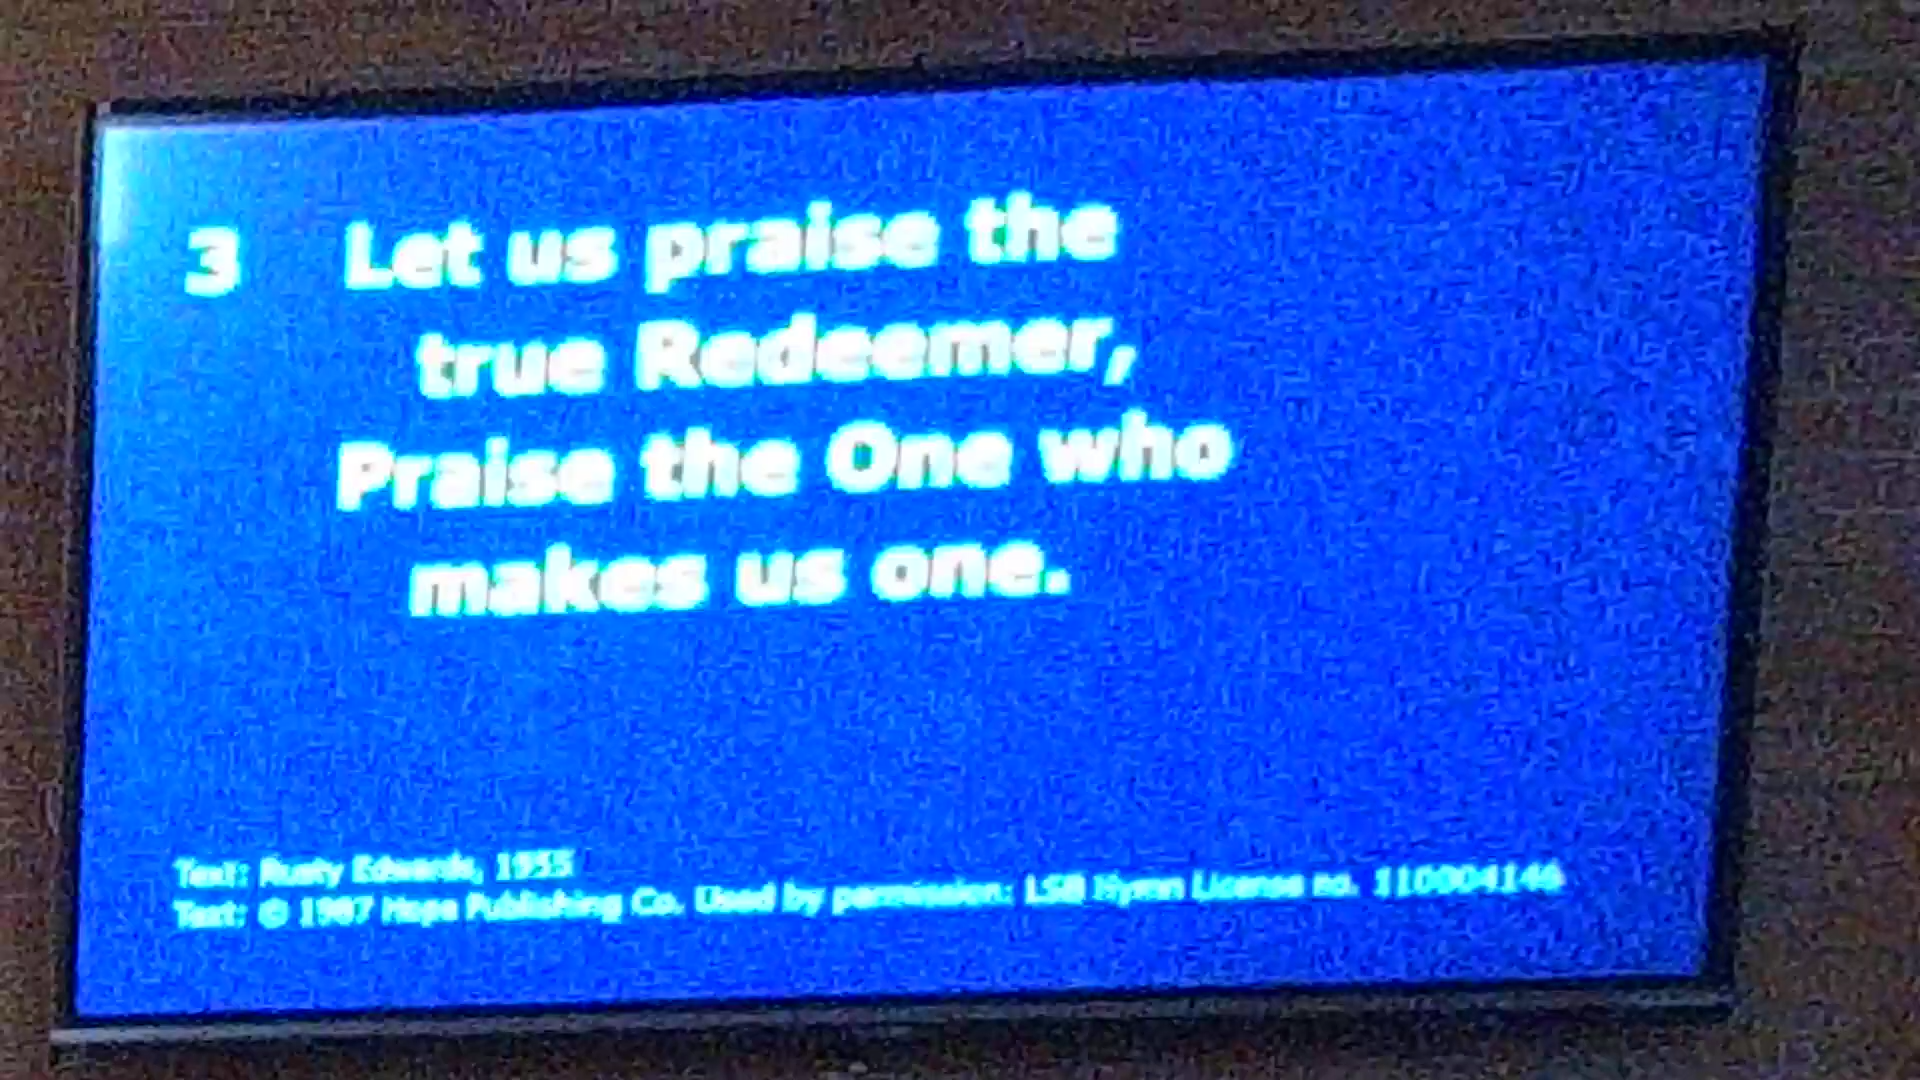 3 Let us praise the
true Redeemer,
Praise the One who
makes us one.
Text: Rusty Edwards, 1955
Text: © 1987 Hope Publishing Co. Used by permission: LSB Hymn License no. 110004146